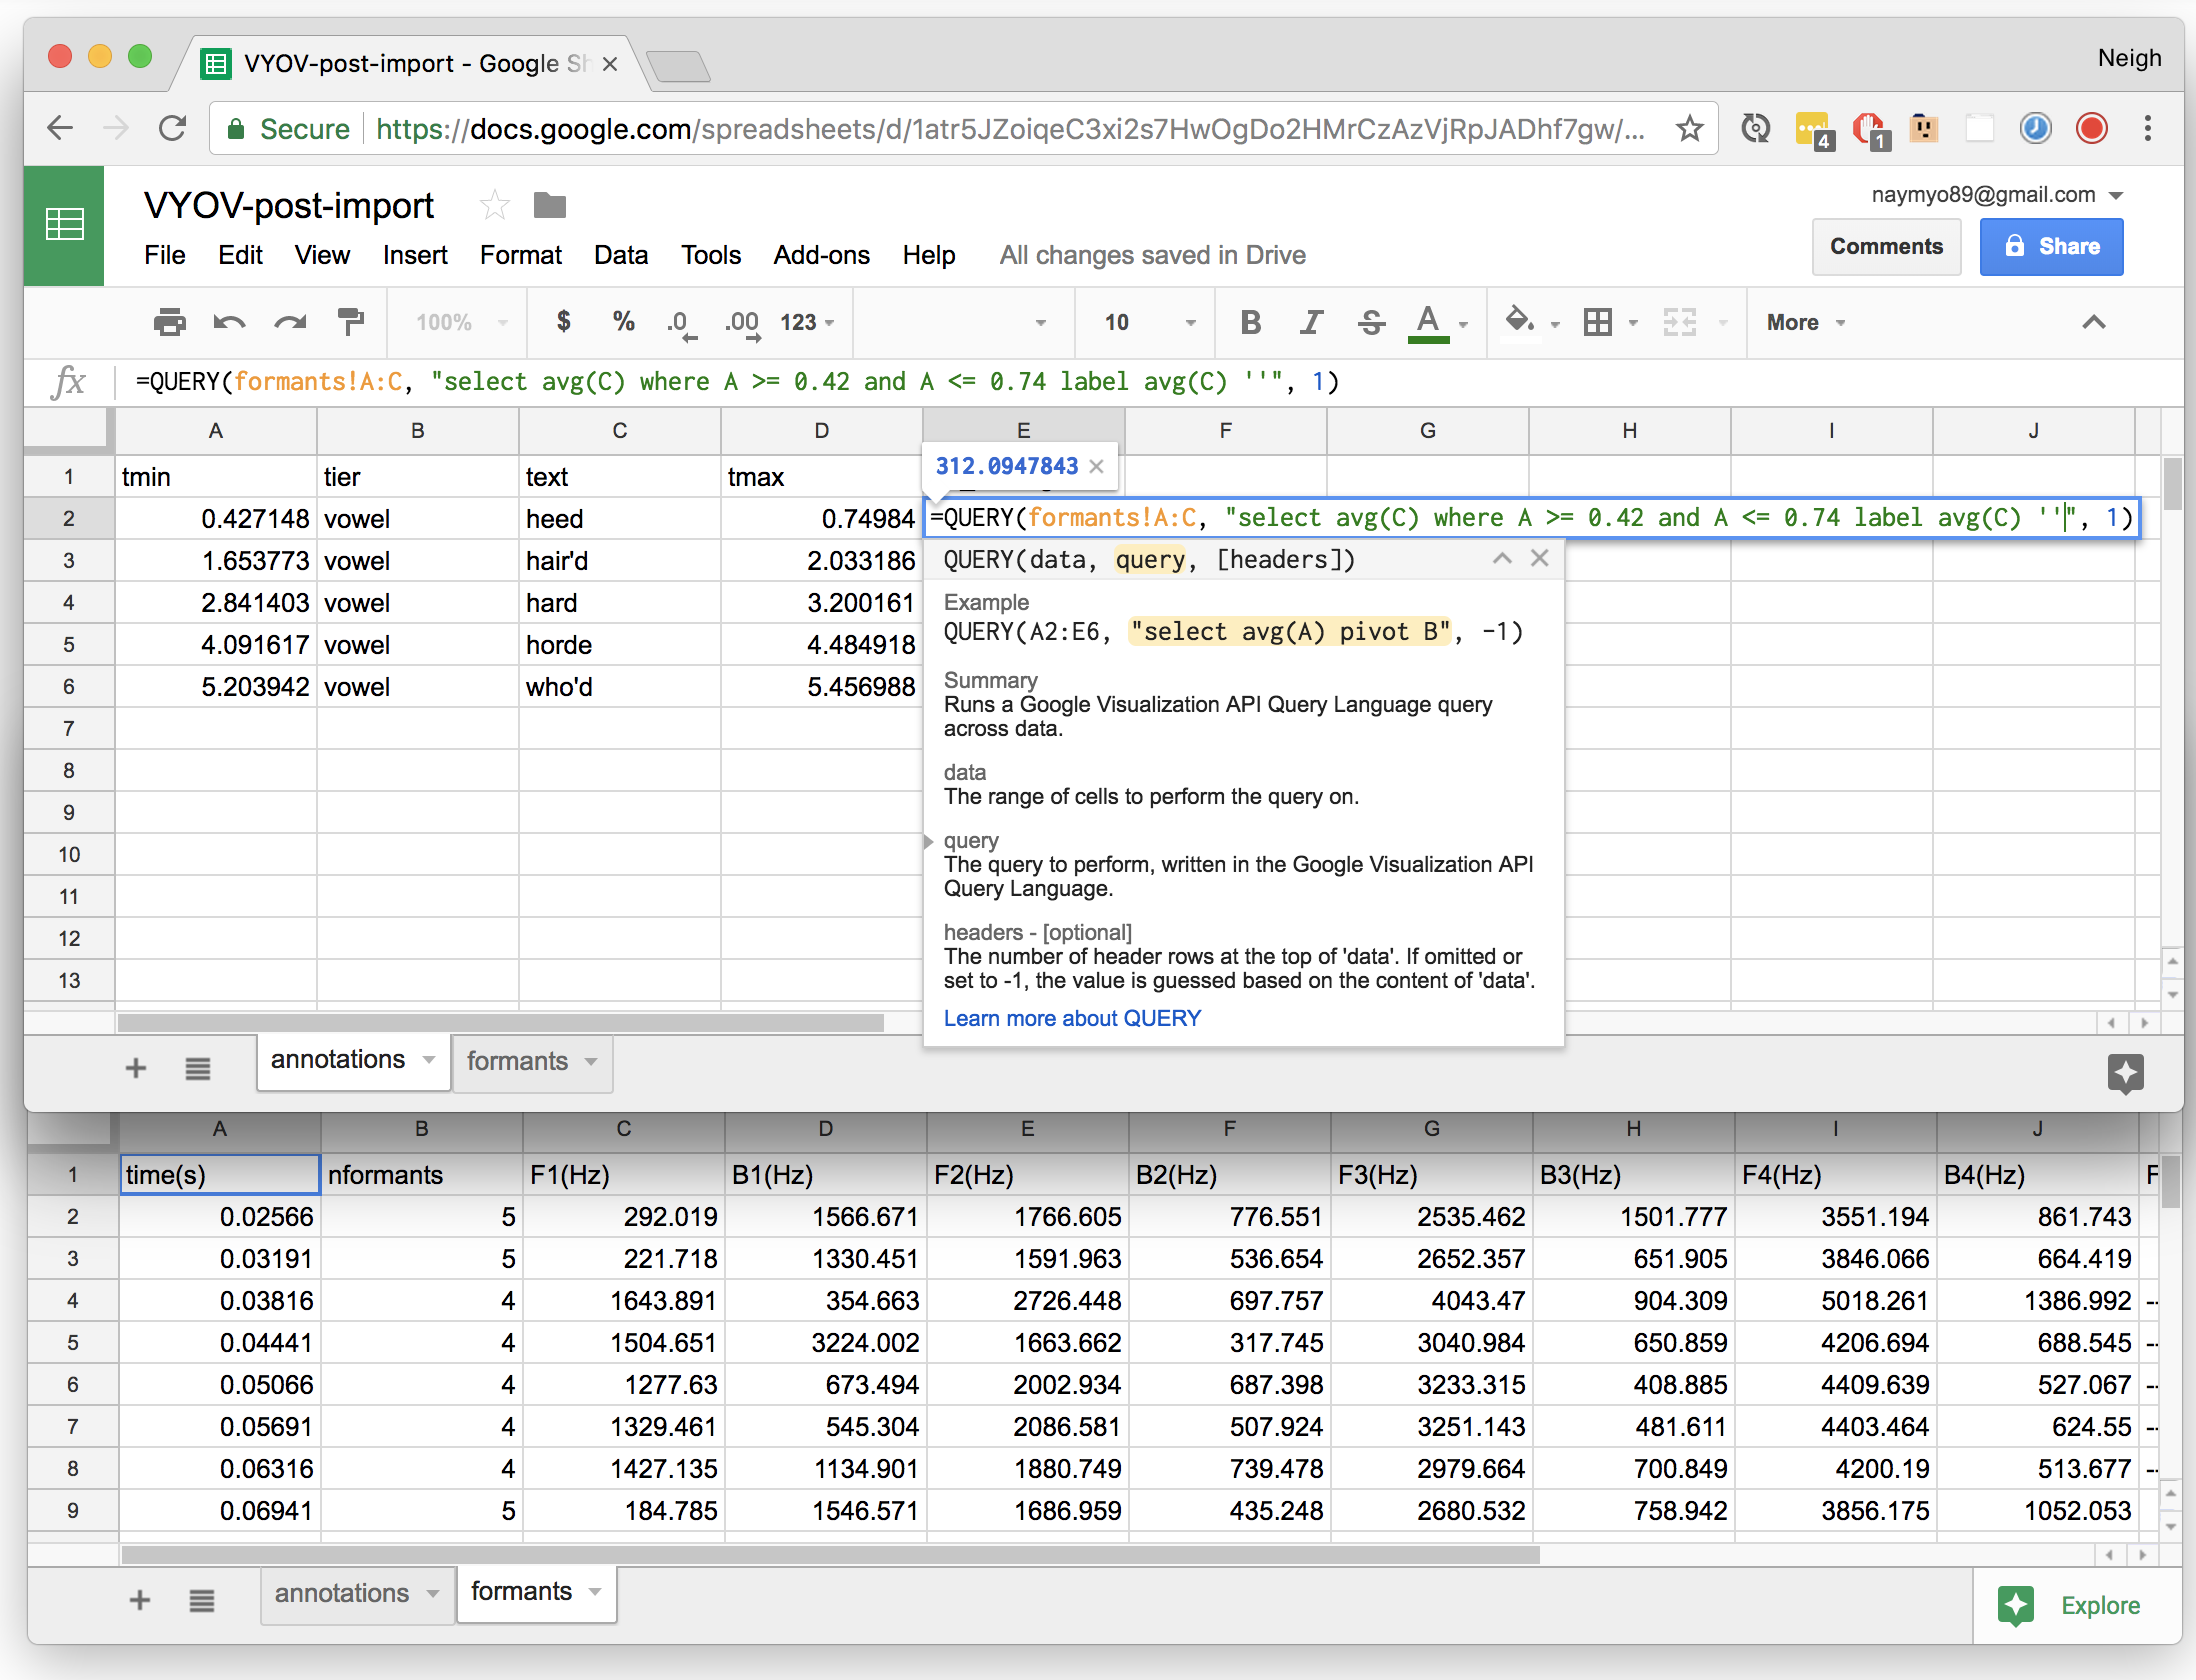 VYOV-post-import - Google Sh
Neigh
Secure https://docs.google.com/spreadsheets/d/1atr5JZoiqeC3xi2s7HwOgDo2HMrCzAzVjRpJADhf7gw/...
4
1
VYOV-post-import
naymyo89@gmail.com
File Edit View Insert Format Data Tools Add-ons Help All changes saved in Drive
Comments Share
100% $ % .0 .00 123 10 B I S A More
fx =QUERY(formants!A:C, "select avg(C) where A >= 0.42 and A <= 0.74 label avg(C) ''", 1)
A B C D E F G H I J
312.0947843
1 tmin tier text tmax
2 0.427148 vowel heed 0.74984 =QUERY(formants!A:C, "select avg(C) where A >= 0.42 and A <= 0.74 label avg(C) ''", 1)
3 1.653773 vowel hair'd 2.033186
4 2.841403 vowel hard 3.200161
5 4.091617 vowel horde 4.484918
6 5.203942 vowel who'd 5.456988
7
8
9
10
11
12
13
QUERY(data, query, [headers])
Example
QUERY(A2:E6, "select avg(A) pivot B", -1)
Summary
Runs a Google Visualization API Query Language query
across data.
data
The range of cells to perform the query on.
query
The query to perform, written in the Google Visualization API
Query Language.
headers - [optional]
The number of header rows at the top of 'data'. If omitted or
set to -1, the value is guessed based on the content of 'data'.
Learn more about QUERY
annotations formants
A B C D E F G H I J
1 time(s) nformants F1(Hz) B1(Hz) F2(Hz) B2(Hz) F3(Hz) B3(Hz) F4(Hz) B4(Hz) F
2 0.02566 5 292.019 1566.671 1766.605 776.551 2535.462 1501.777 3551.194 861.743
3 0.03191 5 221.718 1330.451 1591.963 536.654 2652.357 651.905 3846.066 664.419
4 0.03816 4 1643.891 354.663 2726.448 697.757 4043.47 904.309 5018.261 1386.992 --
5 0.04441 4 1504.651 3224.002 1663.662 317.745 3040.984 650.859 4206.694 688.545 --
6 0.05066 4 1277.63 673.494 2002.934 687.398 3233.315 408.885 4409.639 527.067 --
7 0.05691 4 1329.461 545.304 2086.581 507.924 3251.143 481.611 4403.464 624.55 --
8 0.06316 4 1427.135 1134.901 1880.749 739.478 2979.664 700.849 4200.19 513.677 --
9 0.06941 5 184.785 1546.571 1686.959 435.248 2680.532 758.942 3856.175 1052.053
annotations formants
Explore